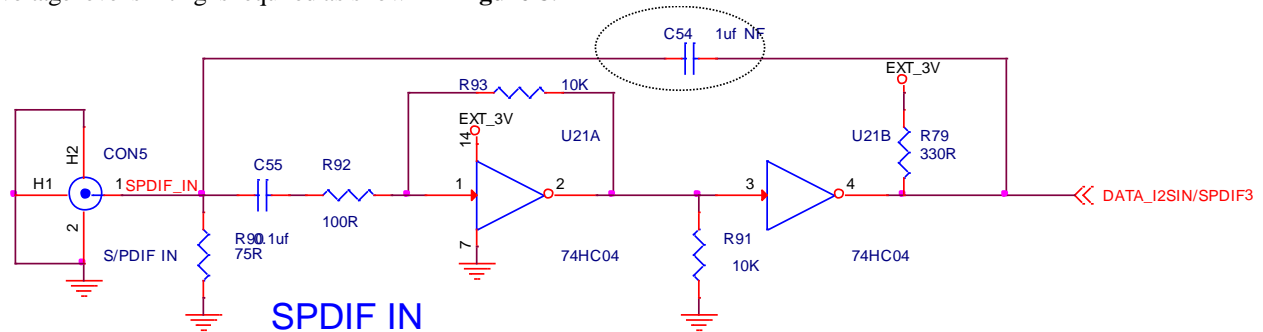 C54 1uf NF
EXT_3V
R93 10K
EXT_3V
14
U21A
U21B
R79
330R
H2
CON5
H1
1
SPDIF_IN
C55
R92
100R
1
2
3
4
DATA_I2SIN/SPDIF3
2
S/PDIF IN
R90
0.1uf
75R
7
74HC04
R91
10K
74HC04
SPDIF IN